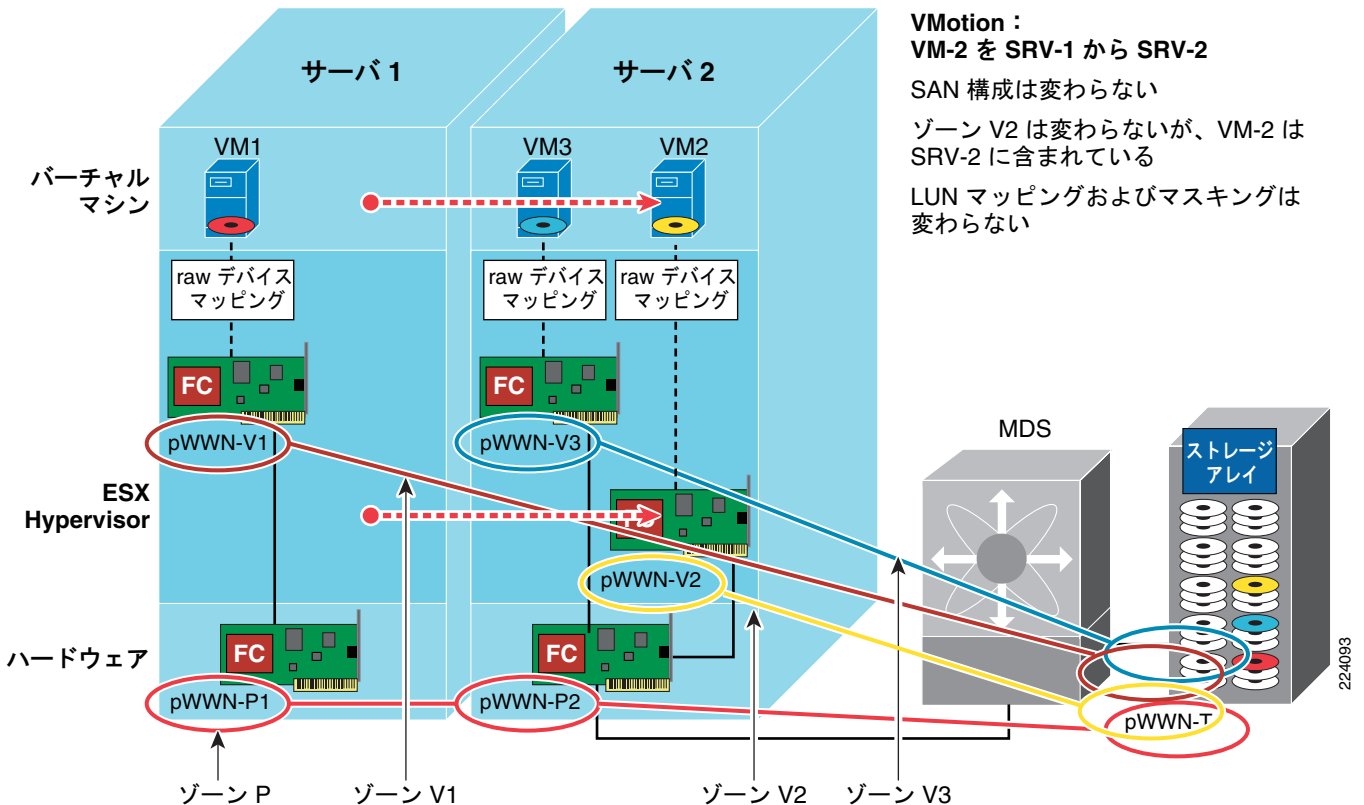 サーバ 1
サーバ 2
VMotion：
VM-2 を SRV-1 から SRV-2
SAN 構成は変わらない
ゾーン V2 は変わらないが、VM-2 は
SRV-2 に含まれている
LUN マッピングおよびマスキングは
変わらない
バーチャル
マシン
VM1
VM3
VM2
raw デバイス
マッピング
raw デバイス
マッピング
raw デバイス
マッピング
FC
FC
pWWN-V1
pWWN-V3
MDS
ストレージ
アレイ
ESX
Hypervisor
pWWN-V2
ハードウェア
FC
FC
pWWN-P1
pWWN-P2
pWWN-T
224093
ゾーン P
ゾーン V1
ゾーン V2
ゾーン V3